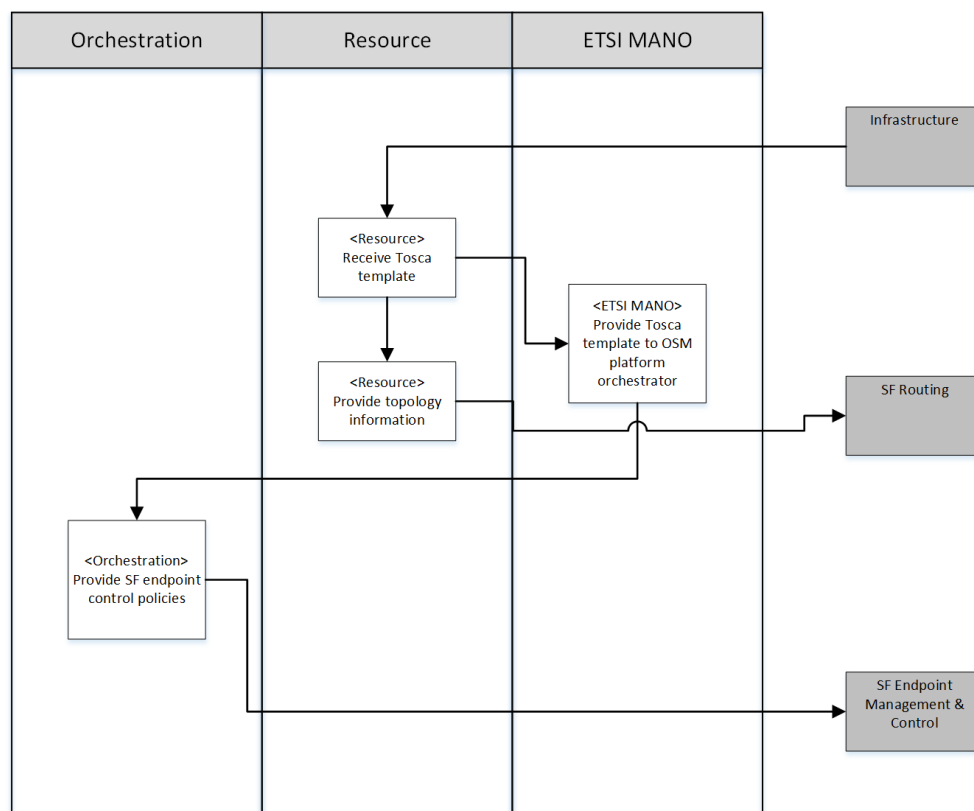 Orchestration
Resource
ETSI MANO
Infrastructure
<Resource>
Receive Tosca
template
<ETSI MANO>
Provide Tosca
template to OSM
platform
orchestrator
<Resource>
Provide topology
information
SF Routing
<Orchestration>
Provide SF endpoint
control policies
SF Endpoint
Management &
Control